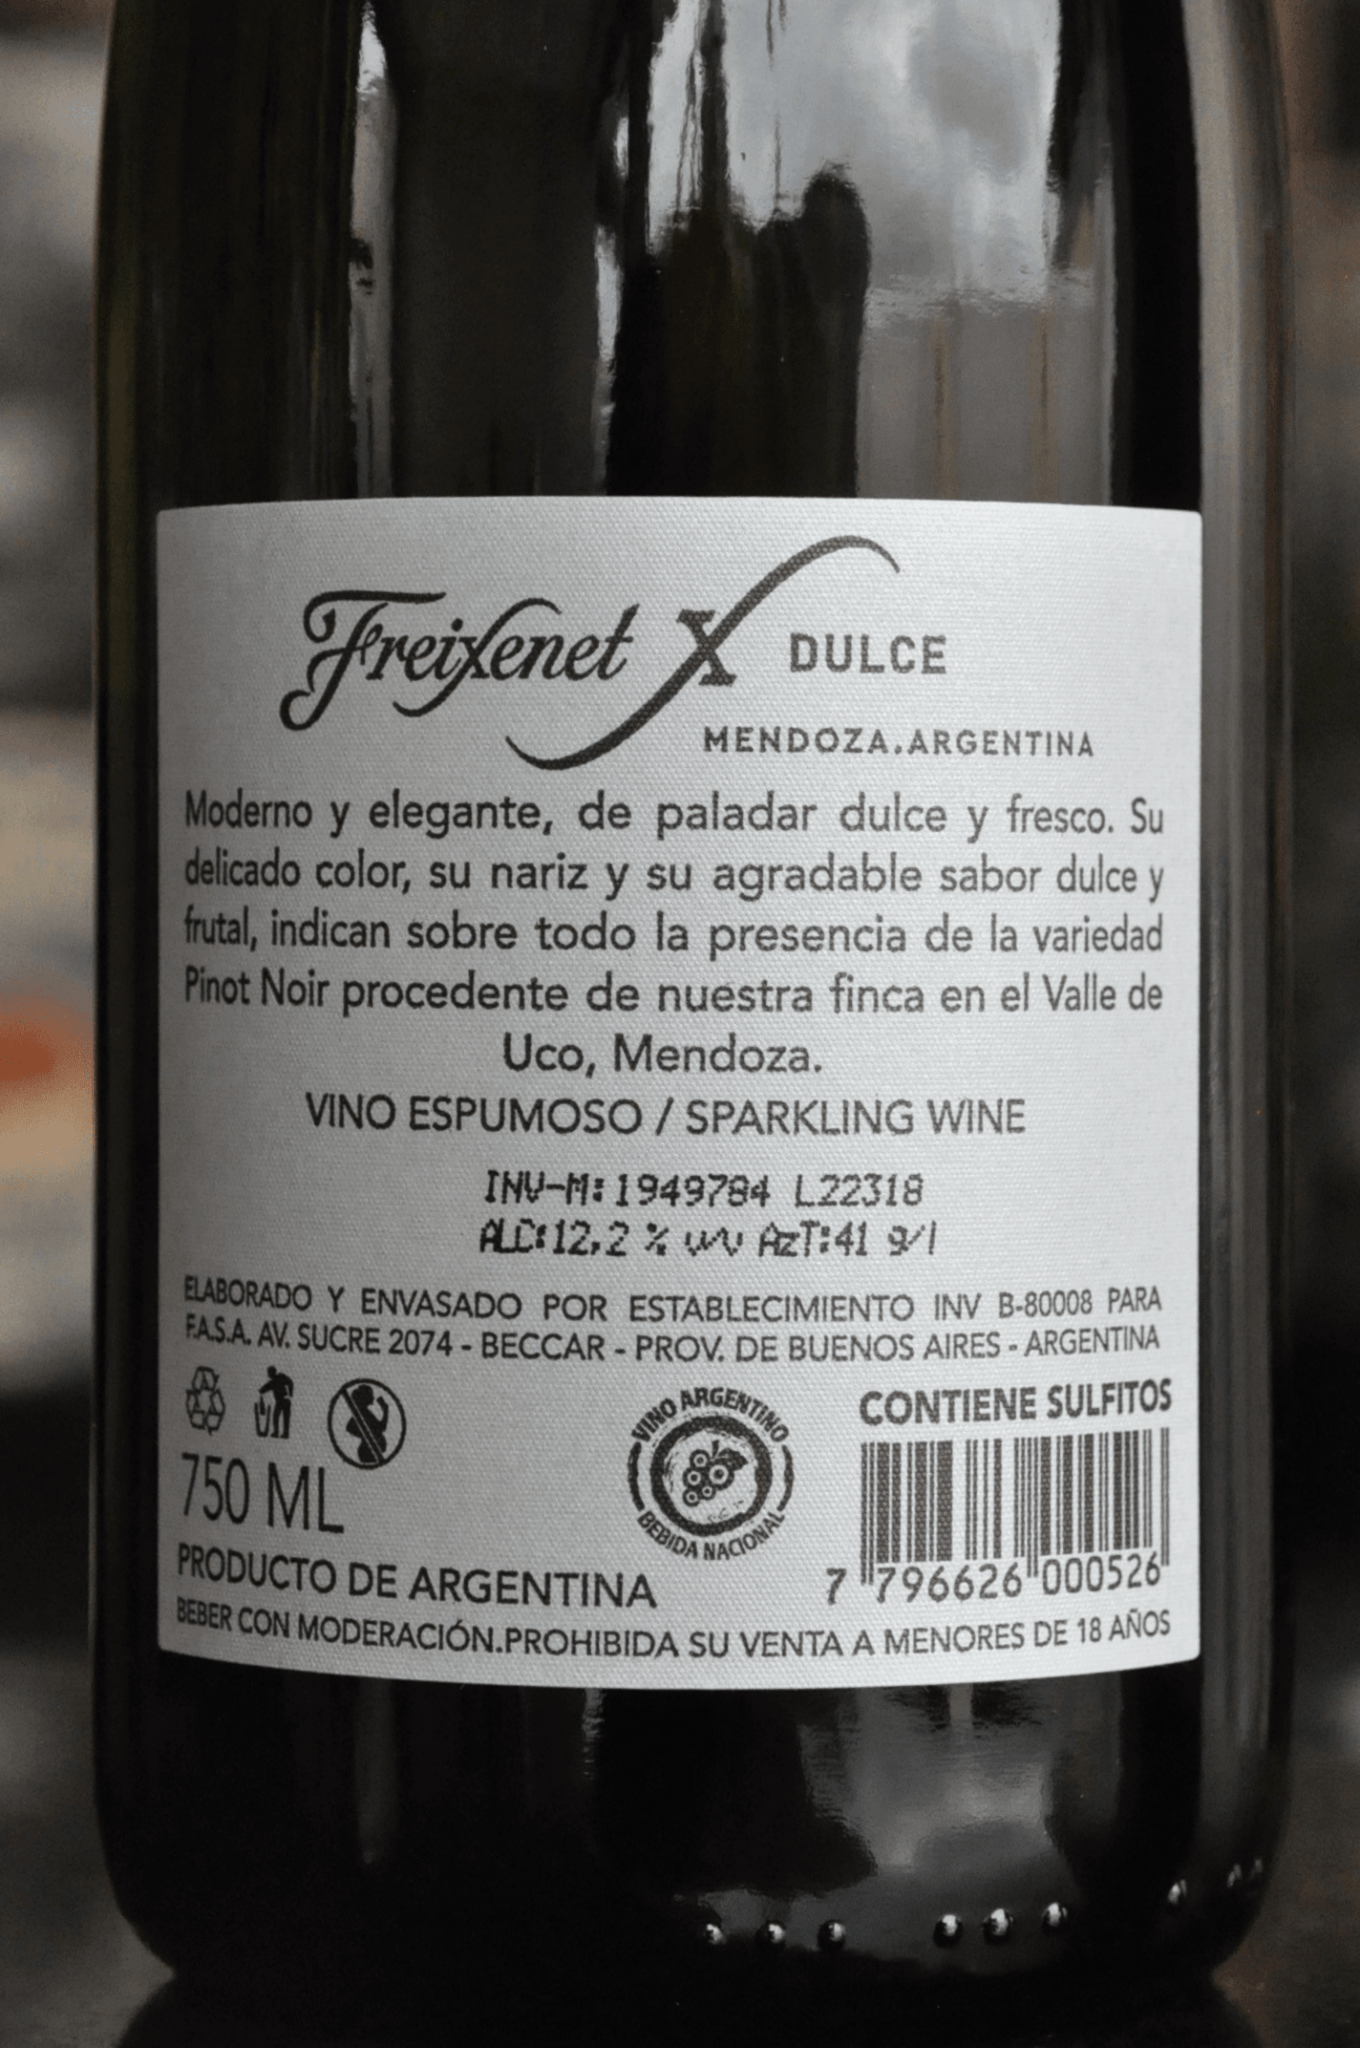 Freixenet X DULCE
MENDOZA.ARGENTINA
Moderno y elegante, de paladar dulce y fresco. Su
delicado color, su nariz y su agradable sabor dulce y
frutal, indican sobre todo la presencia de la variedad
Pinot Noir procedente de nuestra finca en el Valle de
Uco, Mendoza.
VINO ESPUMOSO / SPARKLING WINE
INV-M:1949784 L22318
ALC:12,2 % v/v AzT:41 g/l
ELABORADO Y ENVASADO POR ESTABLECIMIENTO INV B-80008 PARA
F.A.S.A. AV. SUCRE 2074 - BECCAR - PROV. DE BUENOS AIRES - ARGENTINA
VINO ARGENTINO
BEBIDA NACIONAL
CONTIENE SULFITOS
750 ML
7 796626 000526
PRODUCTO DE ARGENTINA
BEBER CON MODERACIÓN.PROHIBIDA SU VENTA A MENORES DE 18 AÑOS